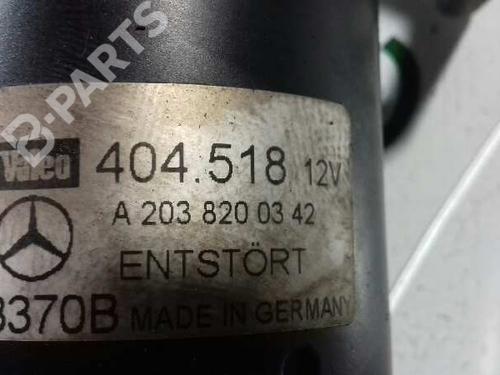 B-PARTS
Valeo 404.518 12V
A 203 820 03 42
ENTSTÖRT
3370B MADE IN GERMANY